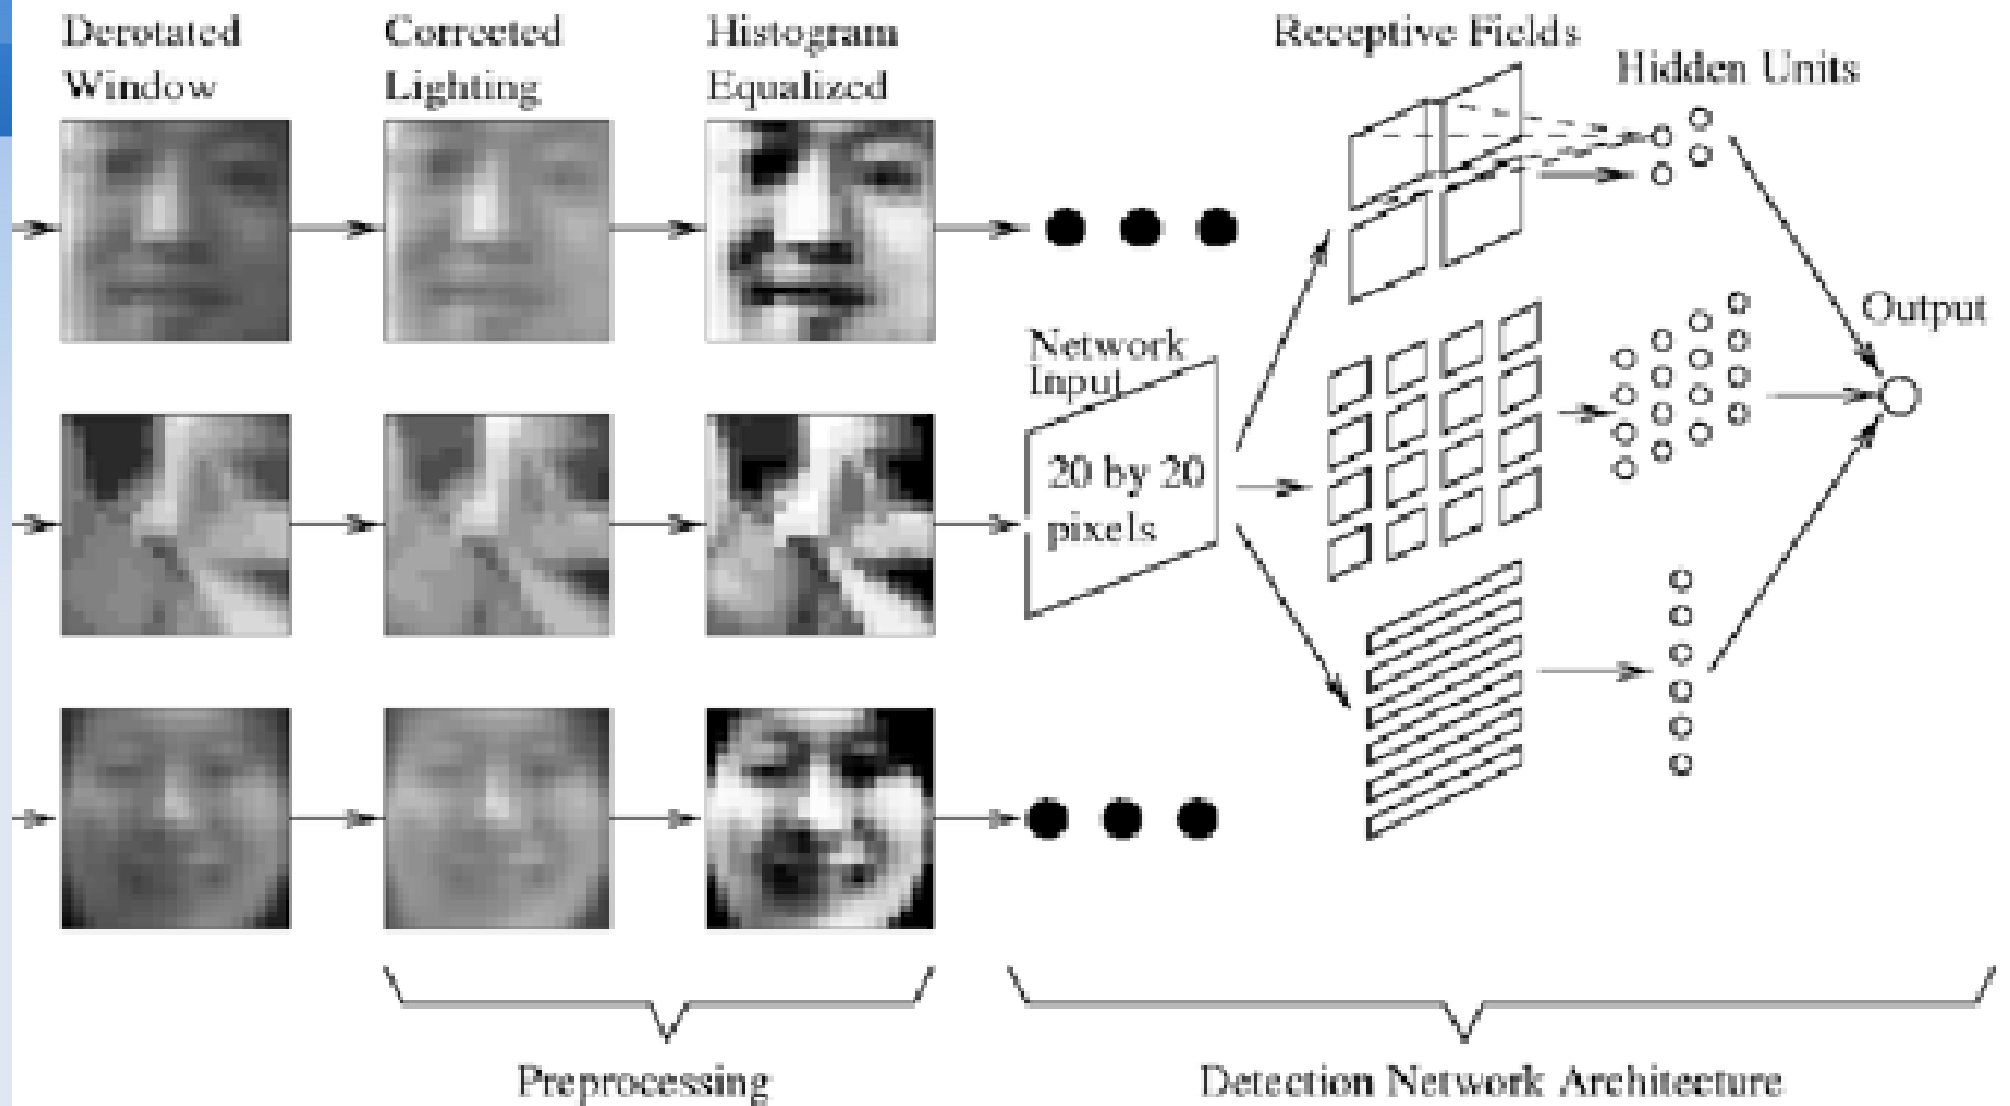 Derotated
Window
Corrected
Lighting
Histogram
Equalized
Receptive Fields
Hidden Units
Network
Input
20 by 20
pixels
Output
Preprocessing
Detection Network Architecture